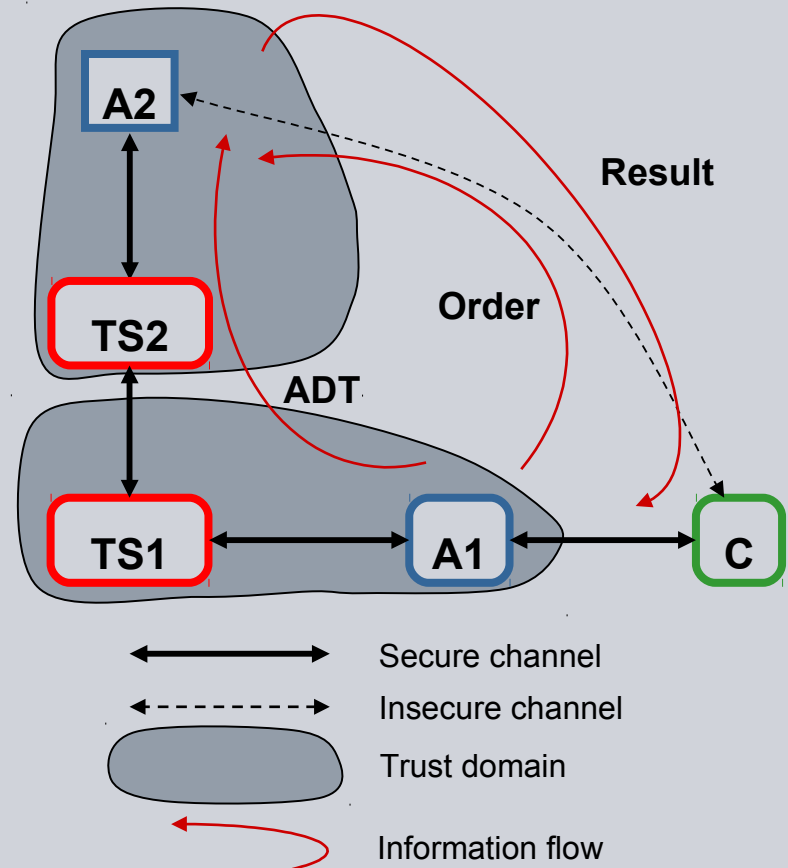 A2
Result
Order
TS2
ADT
TS1
A1
C
Secure channel
Insecure channel
Trust domain
Information flow